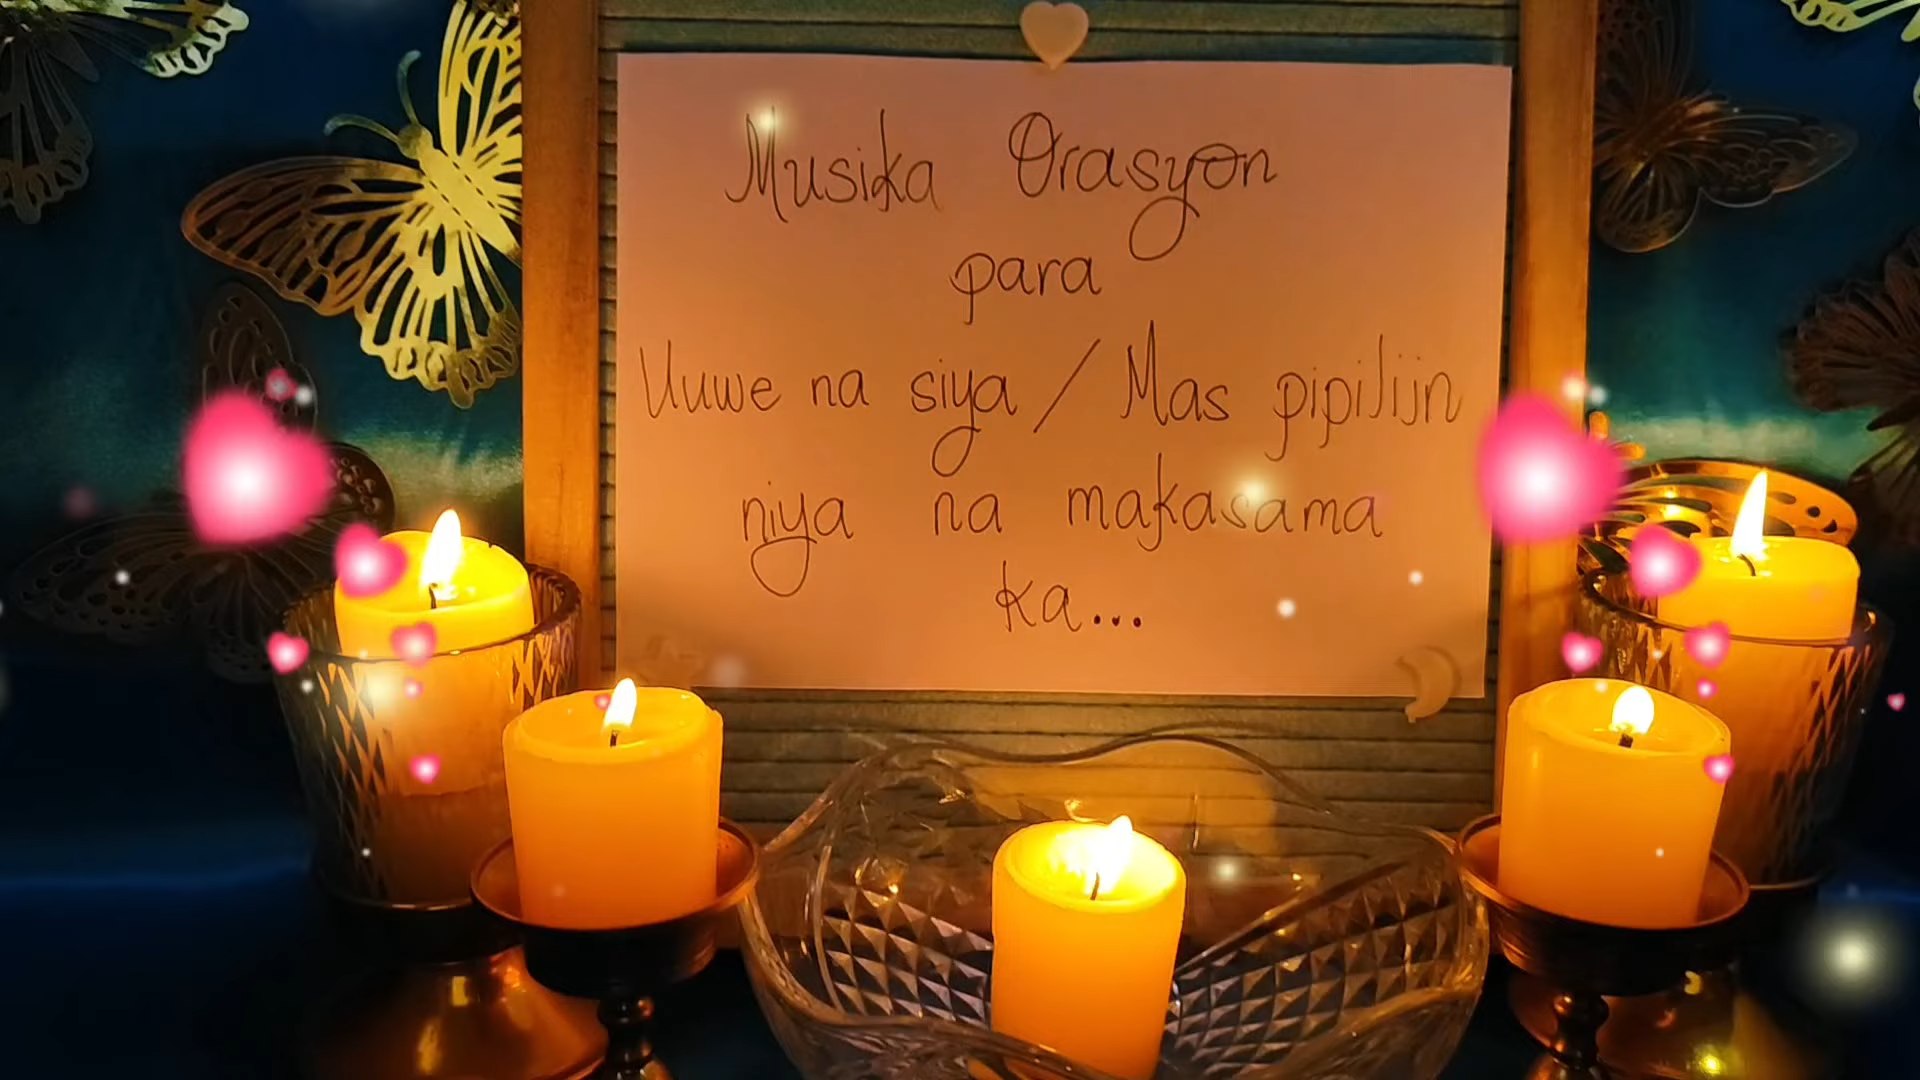 Musika Orasyon
para
Uuwe na siya / Mas pipiliin
niya na makasama
ka...